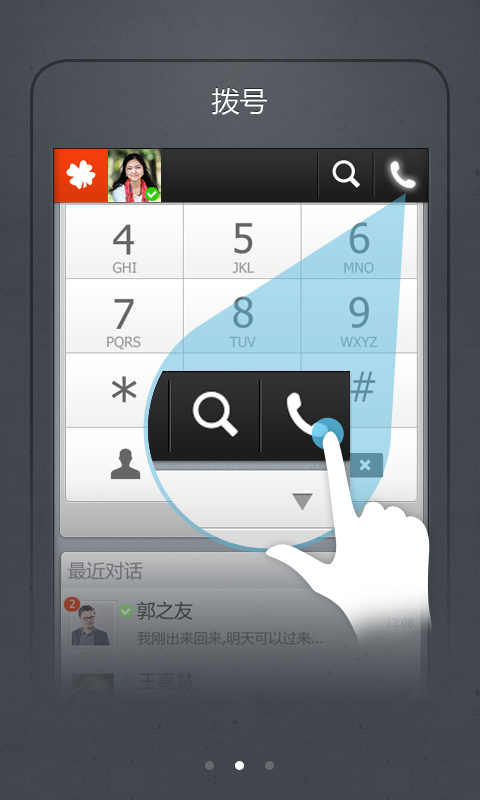 拨号
4 5 6
GHI JKL MNO
7 8 9
PQRS TUV WXYZ
* #
最近对话
2
郭之友
我刚出来回来,明天可以过来...
13:08
王嘉慧